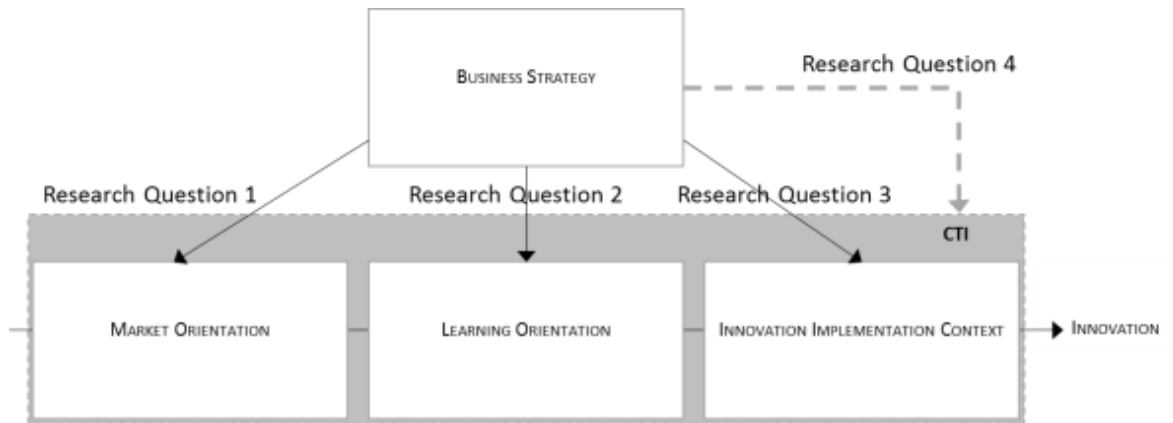 BUSINESS STRATEGY
Research Question 4
Research Question 1
Research Question 2
Research Question 3
CTI
MARKET ORIENTATION
LEARNING ORIENTATION
INNOVATION IMPLEMENTATION CONTEXT
INNOVATION